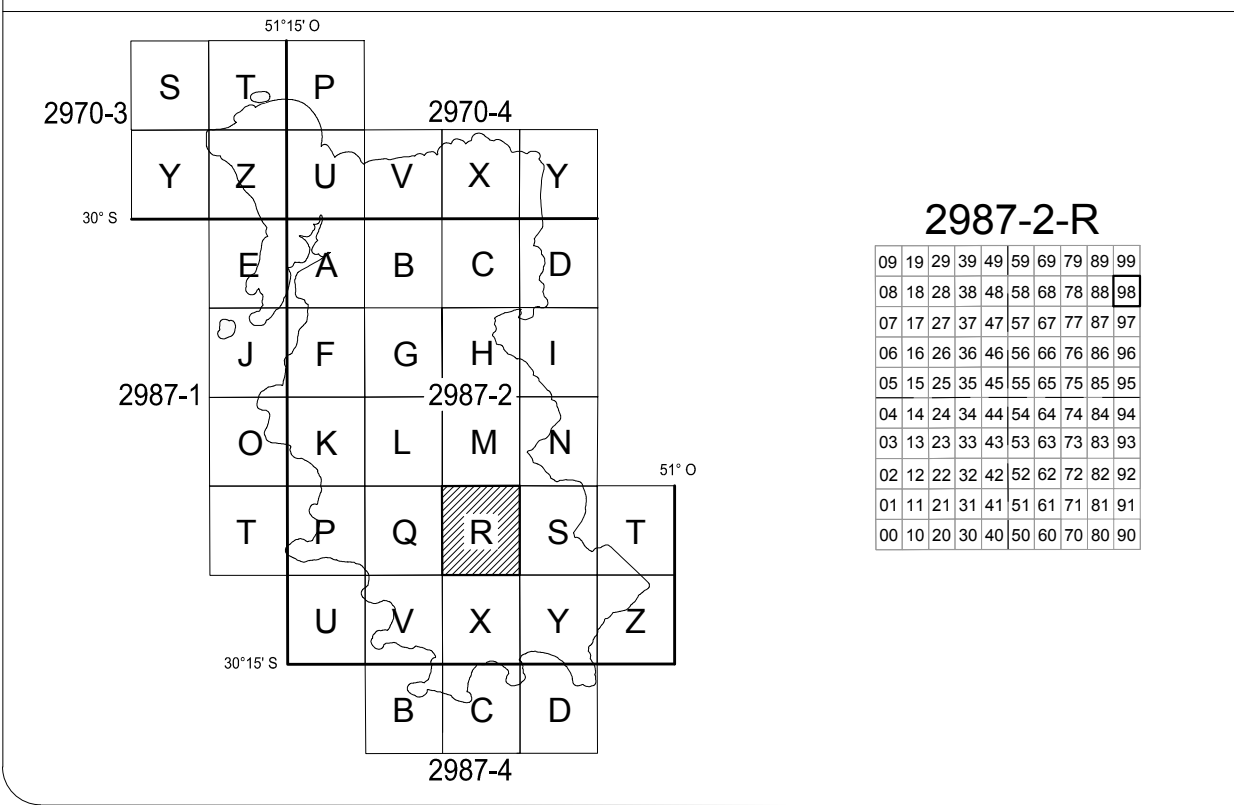 51°15' O
S T P
2970-3 2970-4
Y Z U V X Y
30° S
E A B C D
J F G H I
2987-1 2987-2
O K L M N
51° O
T P Q R S T
U V X Y Z
30°15' S
B C D
2987-4
2987-2-R
09 19 29 39 49 59 69 79 89 99
08 18 28 38 48 58 68 78 88 98
07 17 27 37 47 57 67 77 87 97
06 16 26 36 46 56 66 76 86 96
05 15 25 35 45 55 65 75 85 95
04 14 24 34 44 54 64 74 84 94
03 13 23 33 43 53 63 73 83 93
02 12 22 32 42 52 62 72 82 92
01 11 21 31 41 51 61 71 81 91
00 10 20 30 40 50 60 70 80 90